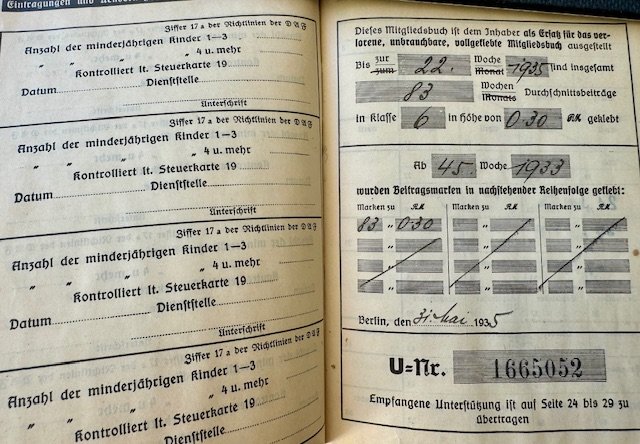 Eintragungen und
Ziffer 17a der Richtlinien der DAF
Anzahl der minderjährigen Kinder 1—3
" " " " 4 u. mehr
Kontrolliert lt. Steuerkarte 19
Datum Dienststelle
Unterschrift
Ziffer 17a der Richtlinien der DAF
Anzahl der minderjährigen Kinder 1—3
" " " " 4 u. mehr
Kontrolliert lt. Steuerkarte 19
Datum Dienststelle
Unterschrift
Ziffer 17a der Richtlinien der DAF
Anzahl der minderjährigen Kinder 1—3
" " " " 4 u. mehr
Kontrolliert lt. Steuerkarte 19
Datum Dienststelle
Unterschrift
Ziffer 17a der Richtlinien der DAF
Anzahl der minderjährigen Kinder 1—3
" " " " 4 u. mehr
Kontrolliert lt. Steuerkarte 19
Datum Dienststelle
Dieses Mitgliedsbuch ist dem Inhaber als Ersatz für das ver-
lorene, unbrauchbare, vollgeklebte Mitgliedsbuch ausgestellt
Bis zur zum 22. Woche Monat 1935 sind insgesamt
83 Wochen Monats Durchschnittsbeiträge
in Klasse 6 in Höhe von 0.30 RM. geklebt
Ab 45. Woche 1933
wurden Beitragsmarken in nachstehender Reihenfolge geklebt:
Marken zu RM. Marken zu RM. Marken zu RM.
83 " 0.30 " "
" " "
" " "
" " "
Berlin, den 31. Mai 1935
U=Nr. 1665052
Empfangene Unterstützung ist auf Seite 24 bis 29 zu
übertragen